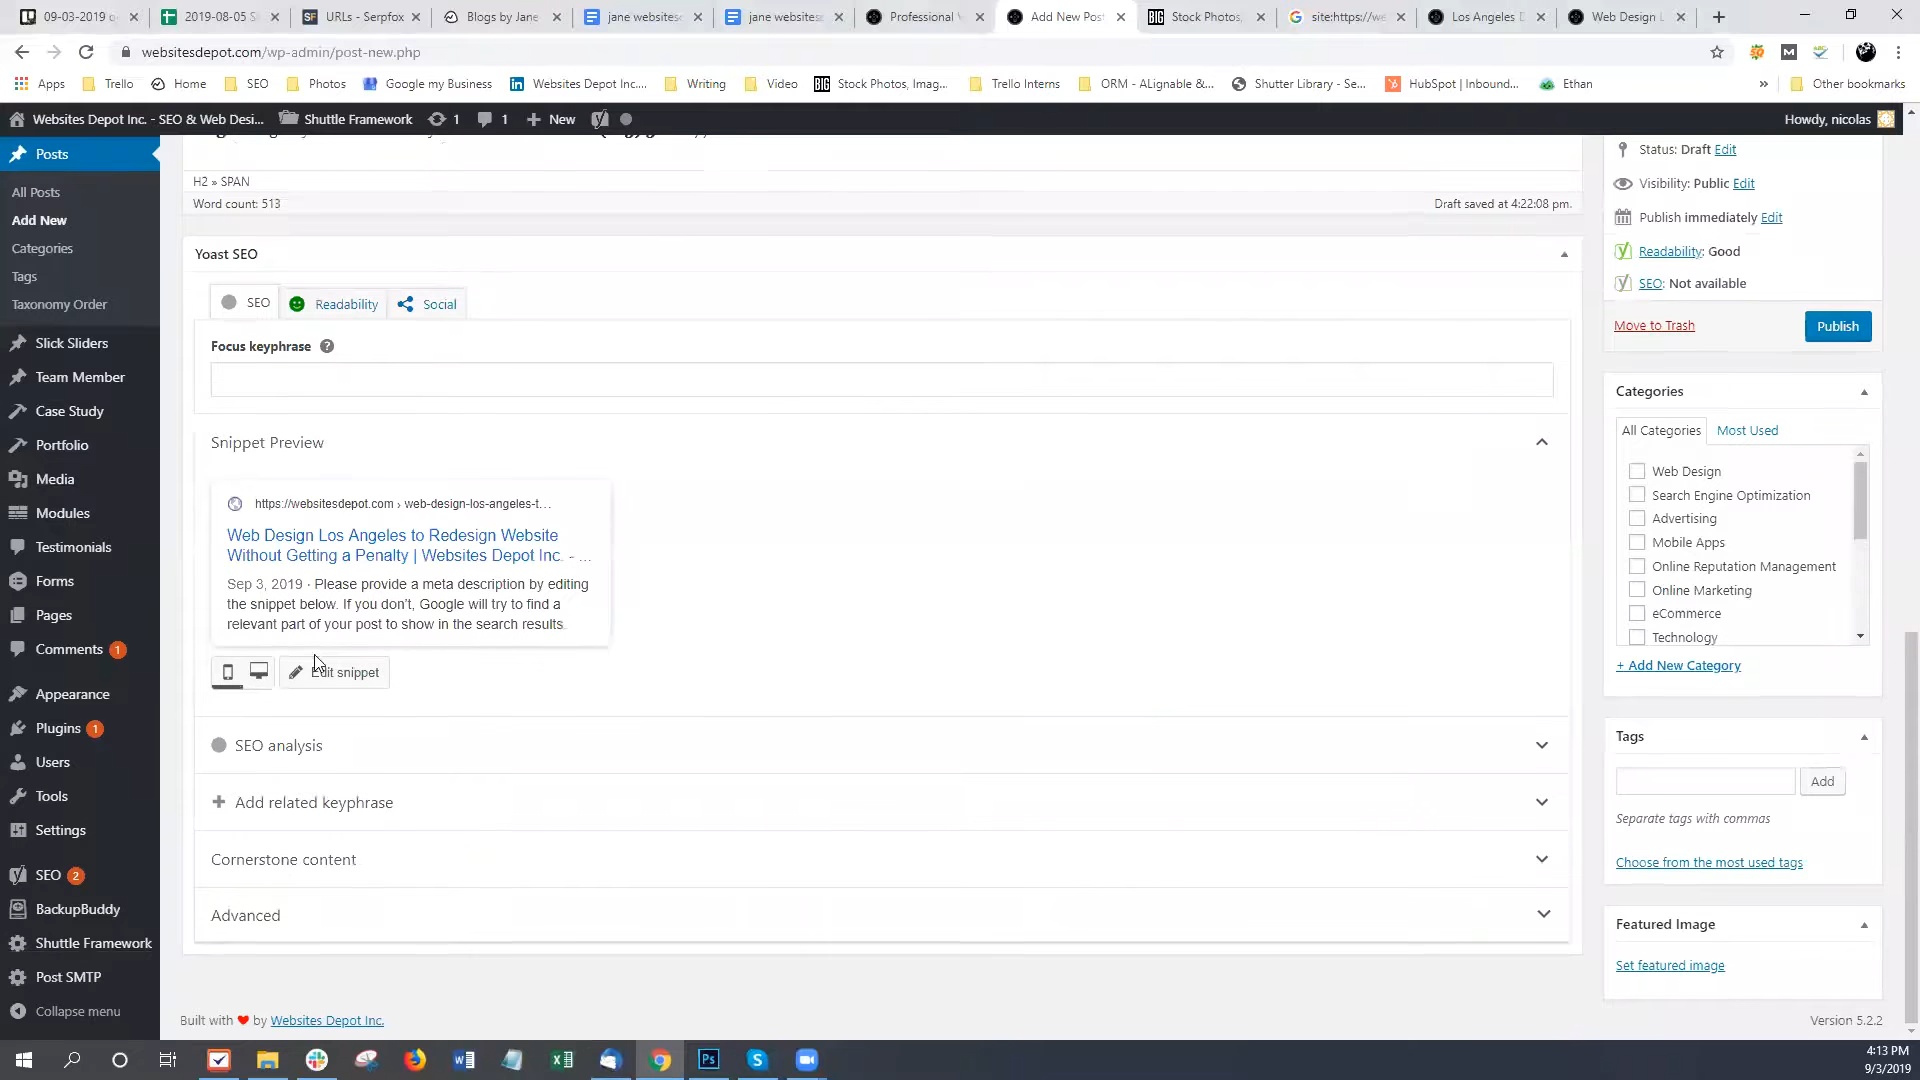 09-03-2019 o
2019-08-05 S
URLs - Serpfox
Blogs by Jane
jane websites
jane websites
Professional
Add New Post
Stock Photos,
site:https://we
Los Angeles D
Web Design L
websitesdepot.com/wp-admin/post-new.php
Apps
Trello
Home
SEO
Photos
Google my Business
Websites Depot Inc....
Writing
Video
Stock Photos, Imag...
Trello Interns
ORM - ALignable &...
Shutter Library - Se...
HubSpot | Inbound...
Ethan
»
Other bookmarks
Websites Depot Inc. - SEO & Web Desi...
Shuttle Framework
1
1
New
Howdy, nicolas
Posts
All Posts
Add New
Categories
Tags
Taxonomy Order
Slick Sliders
Team Member
Case Study
Portfolio
Media
Modules
Testimonials
Forms
Pages
Comments 1
Appearance
Plugins 1
Users
Tools
Settings
SEO 2
BackupBuddy
Shuttle Framework
Post SMTP
Collapse menu
H2 » SPAN
Word count: 513
Draft saved at 4:22:08 pm.
Yoast SEO
SEO
Readability
Social
Focus keyphrase
Snippet Preview
https://websitesdepot.com › web-design-los-angeles-t...
Web Design Los Angeles to Redesign Website
Without Getting a Penalty | Websites Depot Inc. - ...
Sep 3, 2019 · Please provide a meta description by editing
the snippet below. If you don't, Google will try to find a
relevant part of your post to show in the search results.
Edit snippet
SEO analysis
Add related keyphrase
Cornerstone content
Advanced
Built with ❤ by Websites Depot Inc.
Version 5.2.2
Status: Draft Edit
Visibility: Public Edit
Publish immediately Edit
Readability: Good
SEO: Not available
Move to Trash
Publish
Categories
All Categories
Most Used
Web Design
Search Engine Optimization
Advertising
Mobile Apps
Online Reputation Management
Online Marketing
eCommerce
Technology
+ Add New Category
Tags
Add
Separate tags with commas
Choose from the most used tags
Featured Image
Set featured image
4:13 PM
9/3/2019